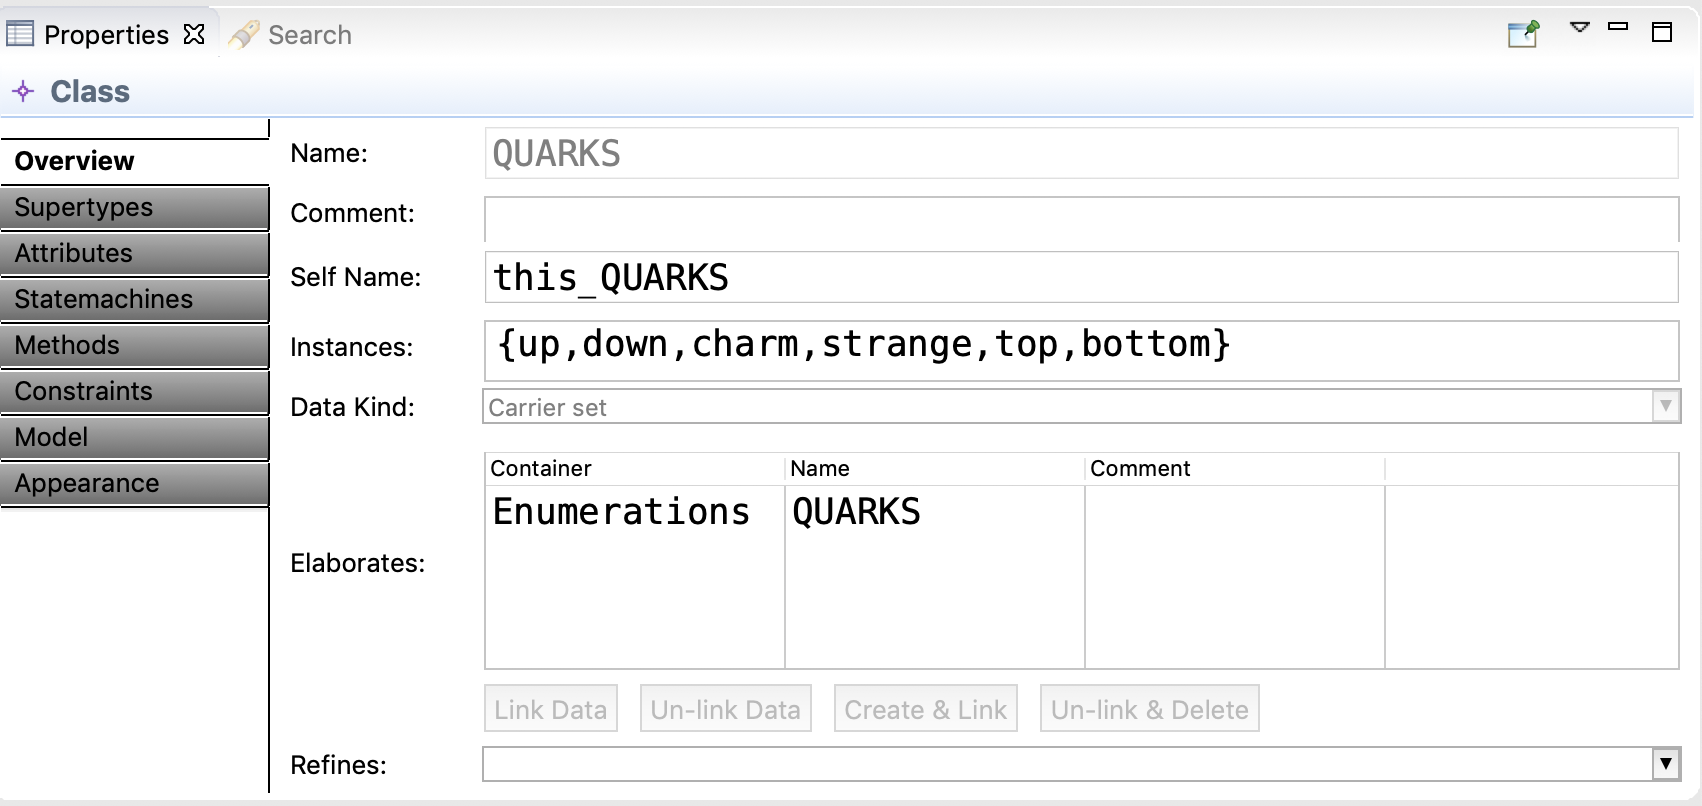 Properties Search
Class
Overview
Supertypes
Attributes
Statemachines
Methods
Constraints
Model
Appearance
Name: QUARKS
Comment:
Self Name: this_QUARKS
Instances: {up,down,charm,strange,top,bottom}
Data Kind: Carrier set
Elaborates:
Container Name Comment
Enumerations QUARKS
Link Data Un-link Data Create & Link Un-link & Delete
Refines: